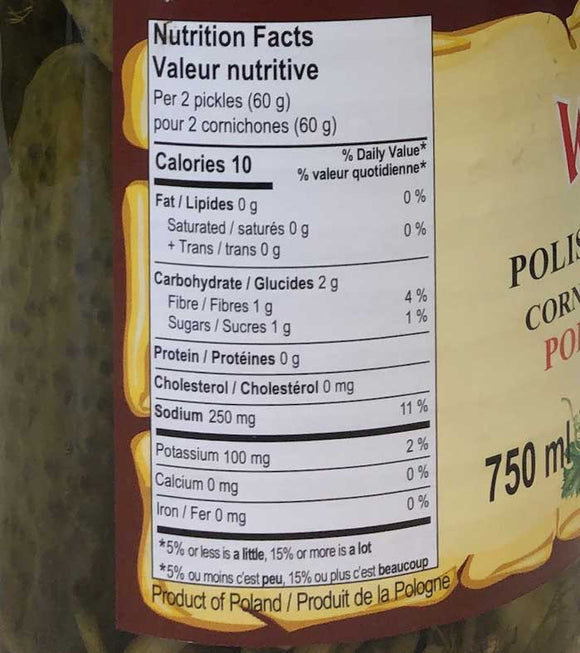 Nutrition Facts
Valeur nutritive
Per 2 pickles (60 g)
pour 2 cornichones (60 g)
Calories 10
% Daily Value*
% valeur quotidienne*
Fat / Lipides 0 g 0 %
Saturated / saturés 0 g 0 %
+ Trans / trans 0 g
Carbohydrate / Glucides 2 g
Fibre / Fibres 1 g 4 %
Sugars / Sucres 1 g 1 %
Protein / Protéines 0 g
Cholesterol / Cholestérol 0 mg
Sodium 250 mg 11 %
Potassium 100 mg 2 %
Calcium 0 mg 0 %
Iron / Fer 0 mg 0 %
*5% or less is a little, 15% or more is a lot
*5% ou moins c'est peu, 15% ou plus c'est beaucoup
Product of Poland / Produit de la Pologne
POLIS
CORN
PO
750 ml